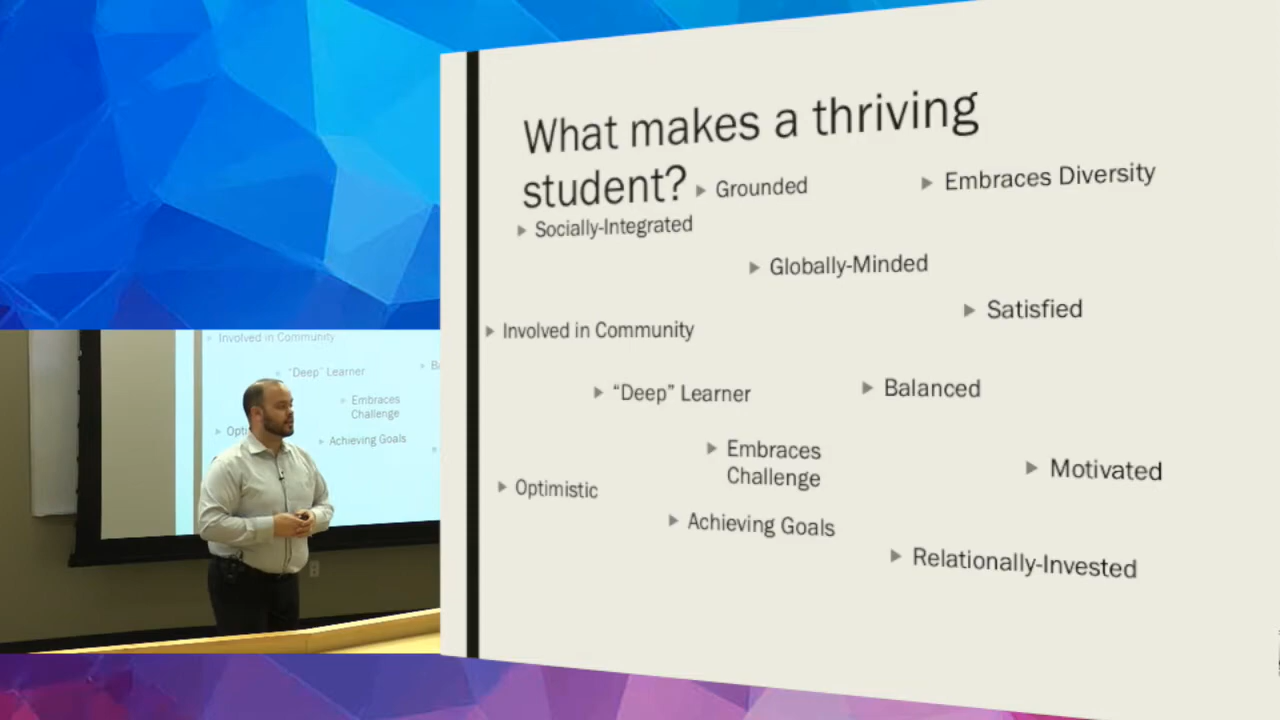 What makes a thriving
student?
Grounded
Embraces Diversity
Socially-Integrated
Globally-Minded
Satisfied
Involved in Community
“Deep” Learner
Balanced
Embraces
Challenge
Motivated
Optimistic
Achieving Goals
Relationally-Invested
Involved in Community
“Deep” Learner
Embraces
Challenge
Achieving Goals